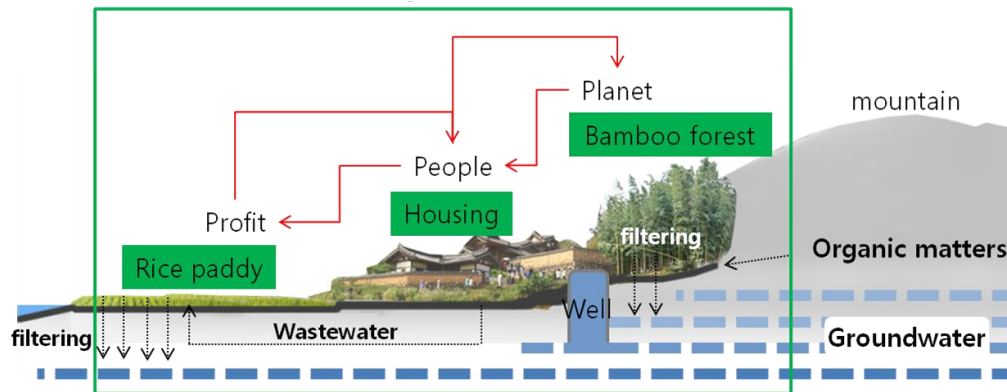 Planet
mountain
Bamboo forest
People
Profit
Housing
filtering
Organic matters
Rice paddy
Well
filtering
Wastewater
Groundwater